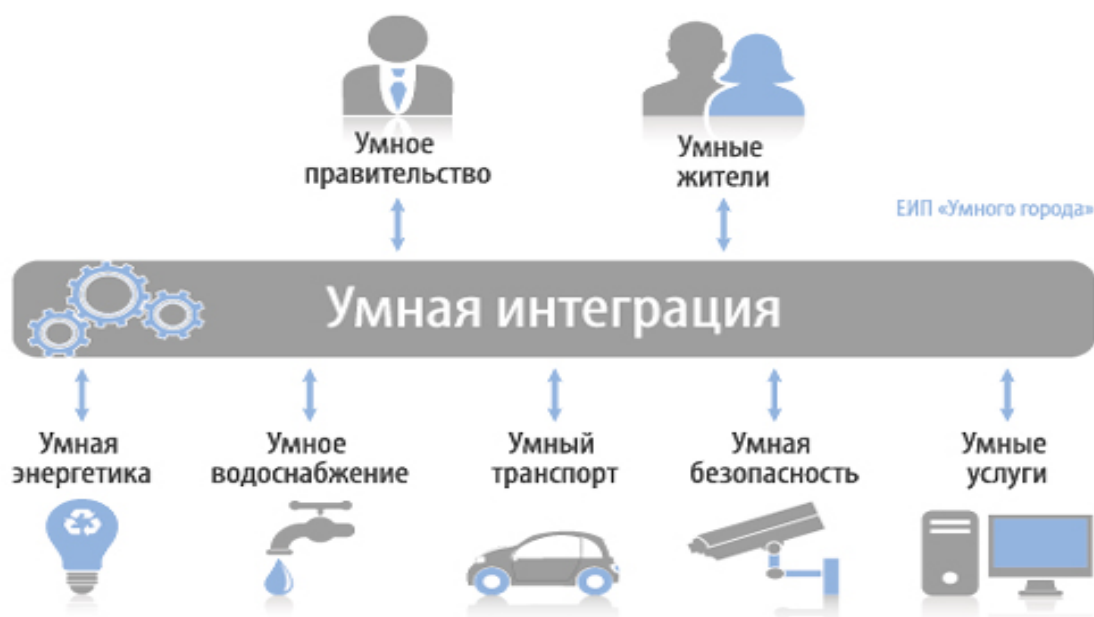 Умное
правительство
Умные
жители
ЕИП «Умного города»
Умная интеграция
Умная
энергетика
Умное
водоснабжение
Умный
транспорт
Умная
безопасность
Умные
услуги